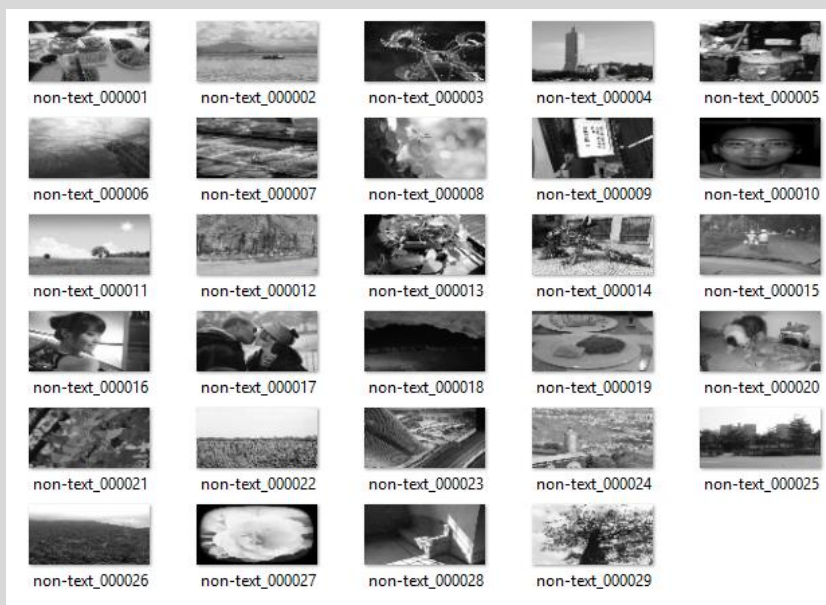 non-text_000001 non-text_000002 non-text_000003 non-text_000004 non-text_000005
non-text_000006 non-text_000007 non-text_000008 non-text_000009 non-text_000010
non-text_000011 non-text_000012 non-text_000013 non-text_000014 non-text_000015
non-text_000016 non-text_000017 non-text_000018 non-text_000019 non-text_000020
non-text_000021 non-text_000022 non-text_000023 non-text_000024 non-text_000025
non-text_000026 non-text_000027 non-text_000028 non-text_000029